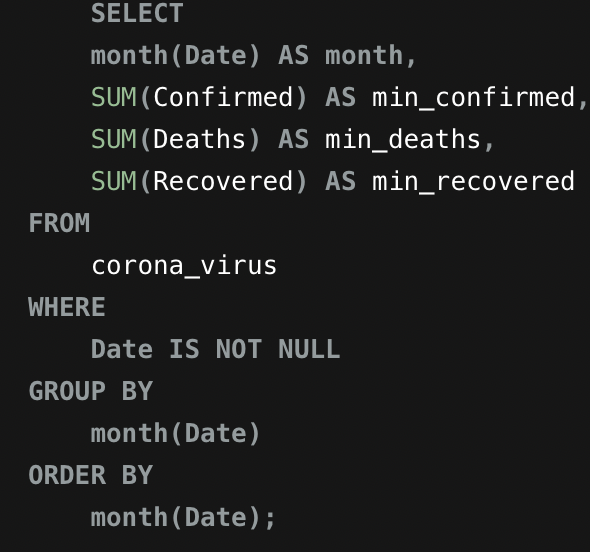 SELECT
month(Date) AS month,
SUM(Confirmed) AS min_confirmed,
SUM(Deaths) AS min_deaths,
SUM(Recovered) AS min_recovered
FROM
corona_virus
WHERE
Date IS NOT NULL
GROUP BY
month(Date)
ORDER BY
month(Date);